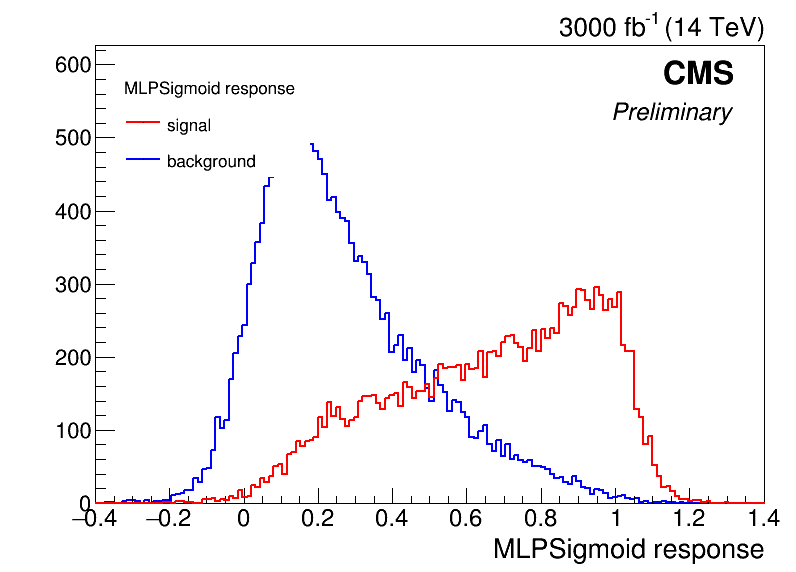 3000 fb⁻¹ (14 TeV)
CMS
Preliminary
MLPSigmoid response
signal
background
600
500
400
300
200
100
0
−0.4 −0.2 0 0.2 0.4 0.6 0.8 1 1.2 1.4
MLPSigmoid response